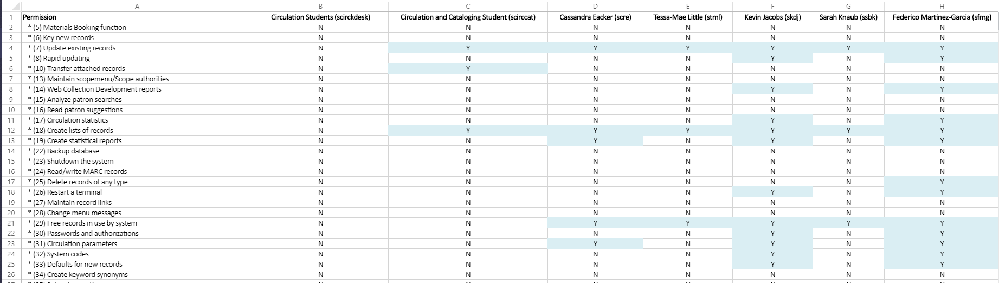 A B C D E F G H
1 Permission Circulation Students (scirckdesk) Circulation and Cataloging Student (scirccat) Cassandra Eacker (scre) Tessa-Mae Little (stml) Kevin Jacobs (skdj) Sarah Knaub (ssbk) Federico Martinez-Garcia (sfmg)
2 * (5) Materials Booking function N N N N N N N
3 * (6) Key new records N N N N N N N
4 * (7) Update existing records N Y Y Y Y Y Y
5 * (8) Rapid updating N N N N Y N Y
6 * (10) Transfer attached records N Y N N N N N
7 * (13) Maintain scopemenu/Scope authorities N N N N N N N
8 * (14) Web Collection Development reports N N N N Y N Y
9 * (15) Analyze patron searches N N N N N N N
10 * (16) Read patron suggestions N N N N N N N
11 * (17) Circulation statistics N N N N Y N Y
12 * (18) Create lists of records N Y Y Y Y Y Y
13 * (19) Create statistical reports N N Y N Y N Y
14 * (22) Backup database N N N N N N N
15 * (23) Shutdown the system N N N N N N N
16 * (24) Read/write MARC records N N N N N N N
17 * (25) Delete records of any type N N N N N N Y
18 * (26) Restart a terminal N N N N Y N Y
19 * (27) Maintain record links N N N N N N N
20 * (28) Change menu messages N N N N N N N
21 * (29) Free records in use by system N N Y Y Y Y Y
22 * (30) Passwords and authorizations N N N N Y N Y
23 * (31) Circulation parameters N N Y N Y N Y
24 * (32) System codes N N N N Y N Y
25 * (33) Defaults for new records N N N N Y N Y
26 * (34) Create keyword synonyms N N N N N N N